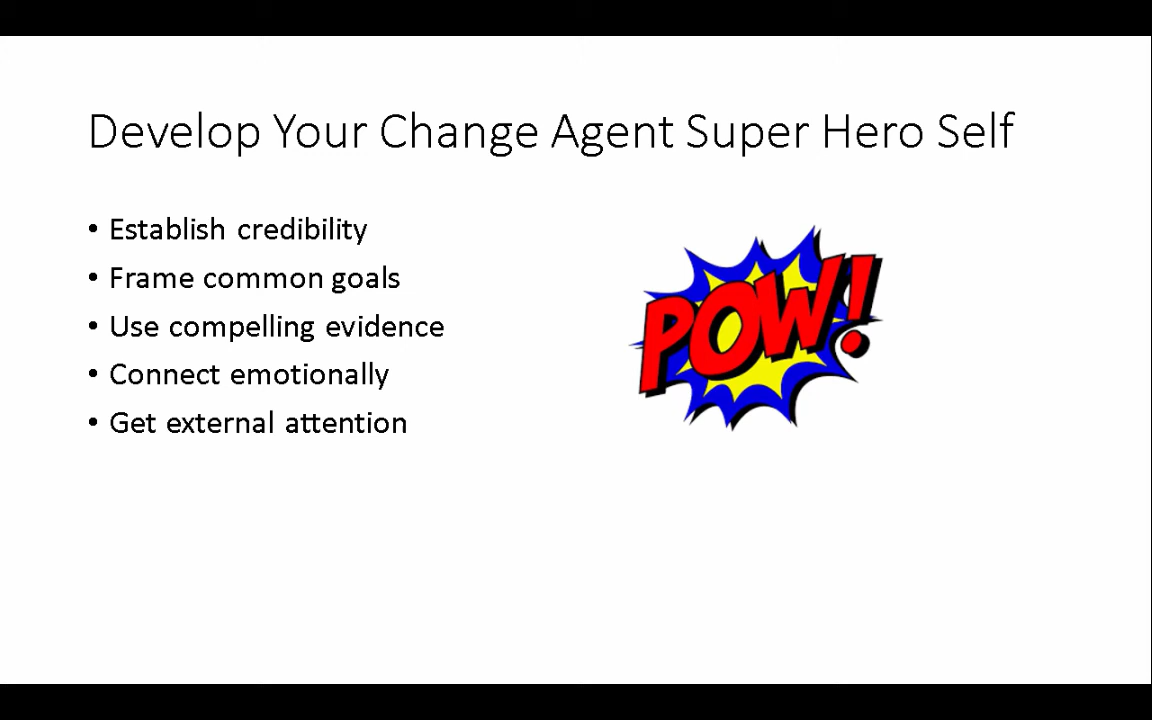 Develop Your Change Agent Super Hero Self
• Establish credibility
• Frame common goals
• Use compelling evidence
• Connect emotionally
• Get external attention
POW!